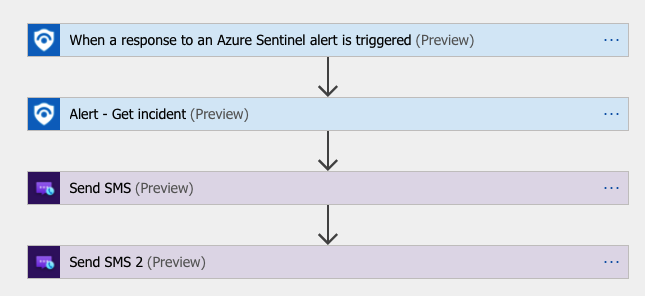 When a response to an Azure Sentinel alert is triggered (Preview)
Alert - Get incident (Preview)
Send SMS (Preview)
Send SMS 2 (Preview)